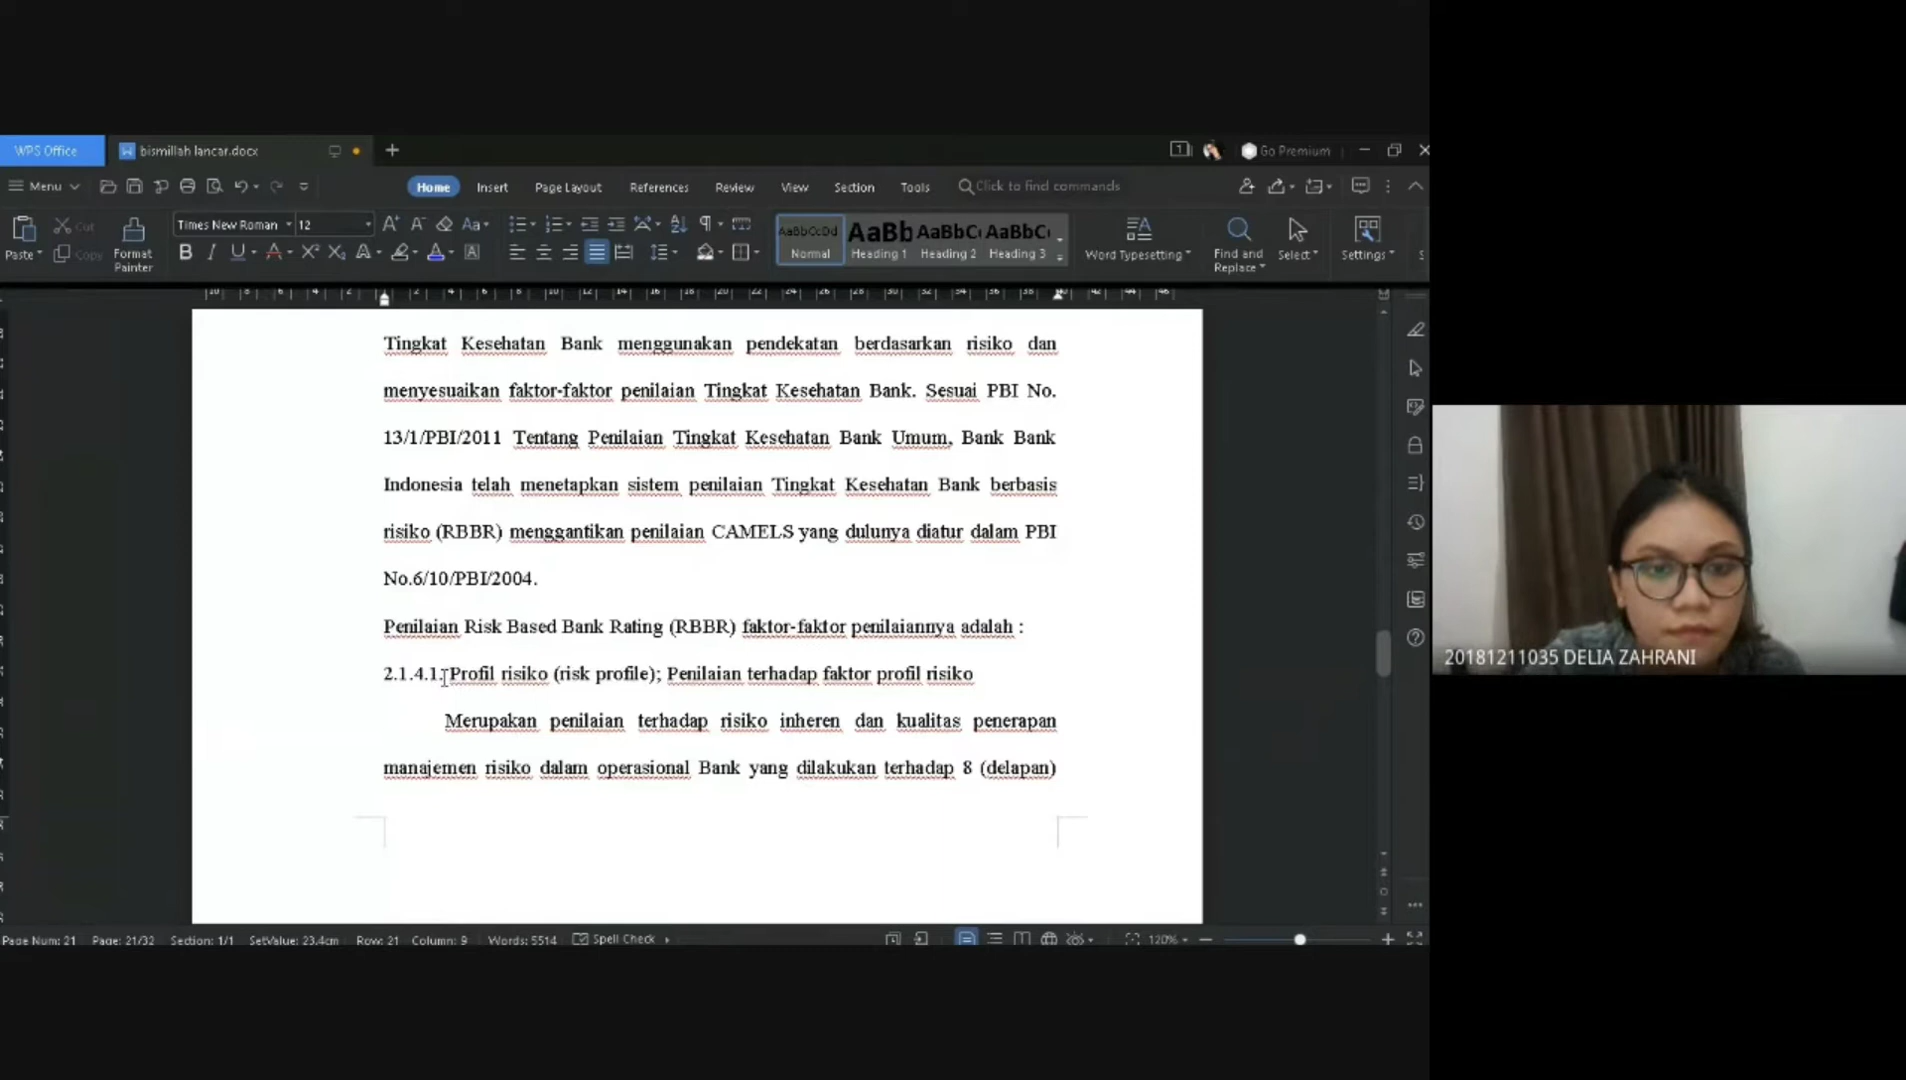 WPS Office
bismillah lancar.docx
1
Go Premium
Menu
Home
Insert
Page Layout
References
Review
View
Section
Tools
Click to find commands
Paste
Cut
Copy
Format Painter
Times New Roman
12
AaBbCcDd
Normal
AaBb
Heading 1
AaBbC
Heading 2
AaBbC
Heading 3
Word Typesetting
Find and Replace
Select
Settings
Tingkat Kesehatan Bank menggunakan pendekatan berdasarkan risiko dan
menyesuaikan faktor-faktor penilaian Tingkat Kesehatan Bank. Sesuai PBI No.
13/1/PBI/2011 Tentang Penilaian Tingkat Kesehatan Bank Umum, Bank Bank
Indonesia telah menetapkan sistem penilaian Tingkat Kesehatan Bank berbasis
risiko (RBBR) menggantikan penilaian CAMELS yang dulunya diatur dalam PBI
No.6/10/PBI/2004.
Penilaian Risk Based Bank Rating (RBBR) faktor-faktor penilaiannya adalah :
2.1.4.1. Profil risiko (risk profile); Penilaian terhadap faktor profil risiko
Merupakan penilaian terhadap risiko inheren dan kualitas penerapan
manajemen risiko dalam operasional Bank yang dilakukan terhadap 8 (delapan)
20181211035 DELIA ZAHRANI
Page Num: 21 Page: 21/32 Section: 1/1 SetValue: 23.4cm Row: 21 Column: 9 Words: 5514 Spell Check 120%